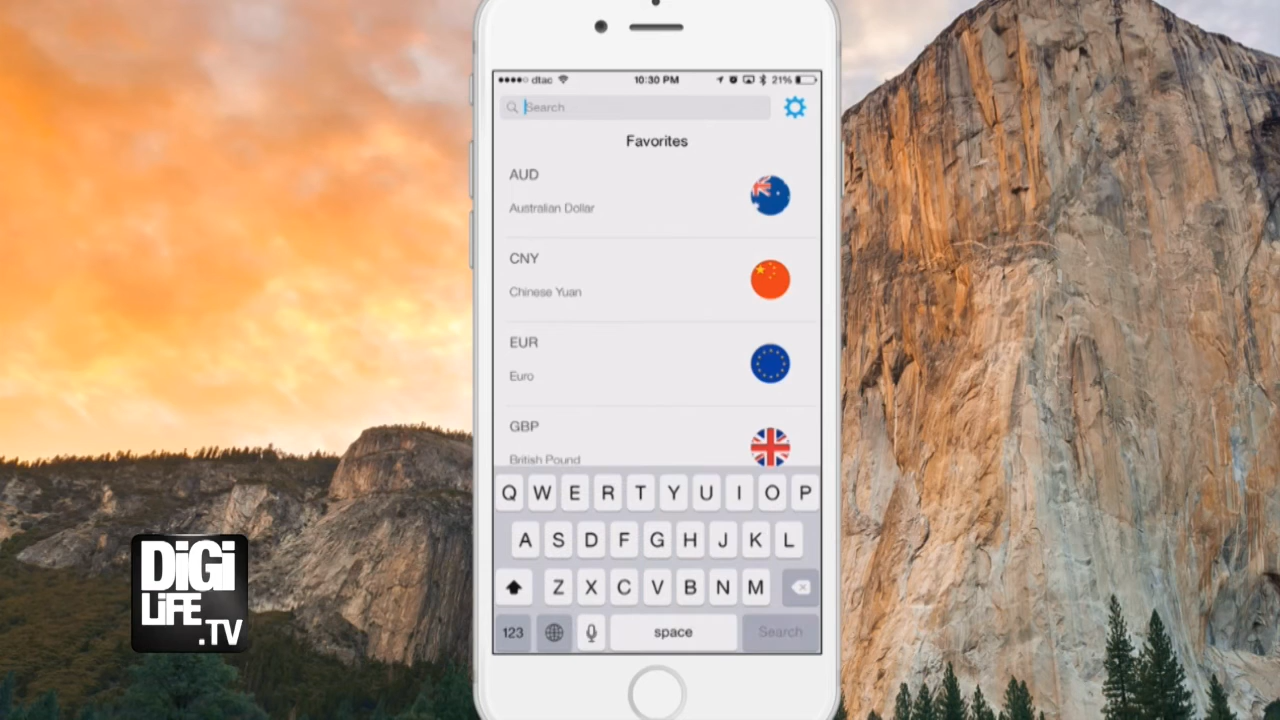 dtac 10:30 PM 21%
Search
Favorites
AUD
Australian Dollar
CNY
Chinese Yuan
EUR
Euro
GBP
British Pound
Q W E R T Y U I O P
A S D F G H J K L
Z X C V B N M
123 space Search
DiGi
LiFE
.TV